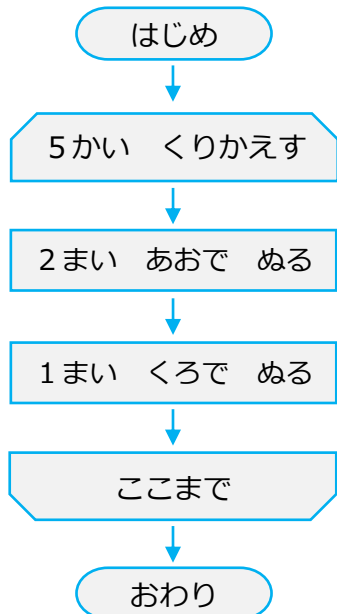 はじめ
5かい　くりかえす
2まい　あおで　ぬる
1まい　くろで　ぬる
ここまで
おわり